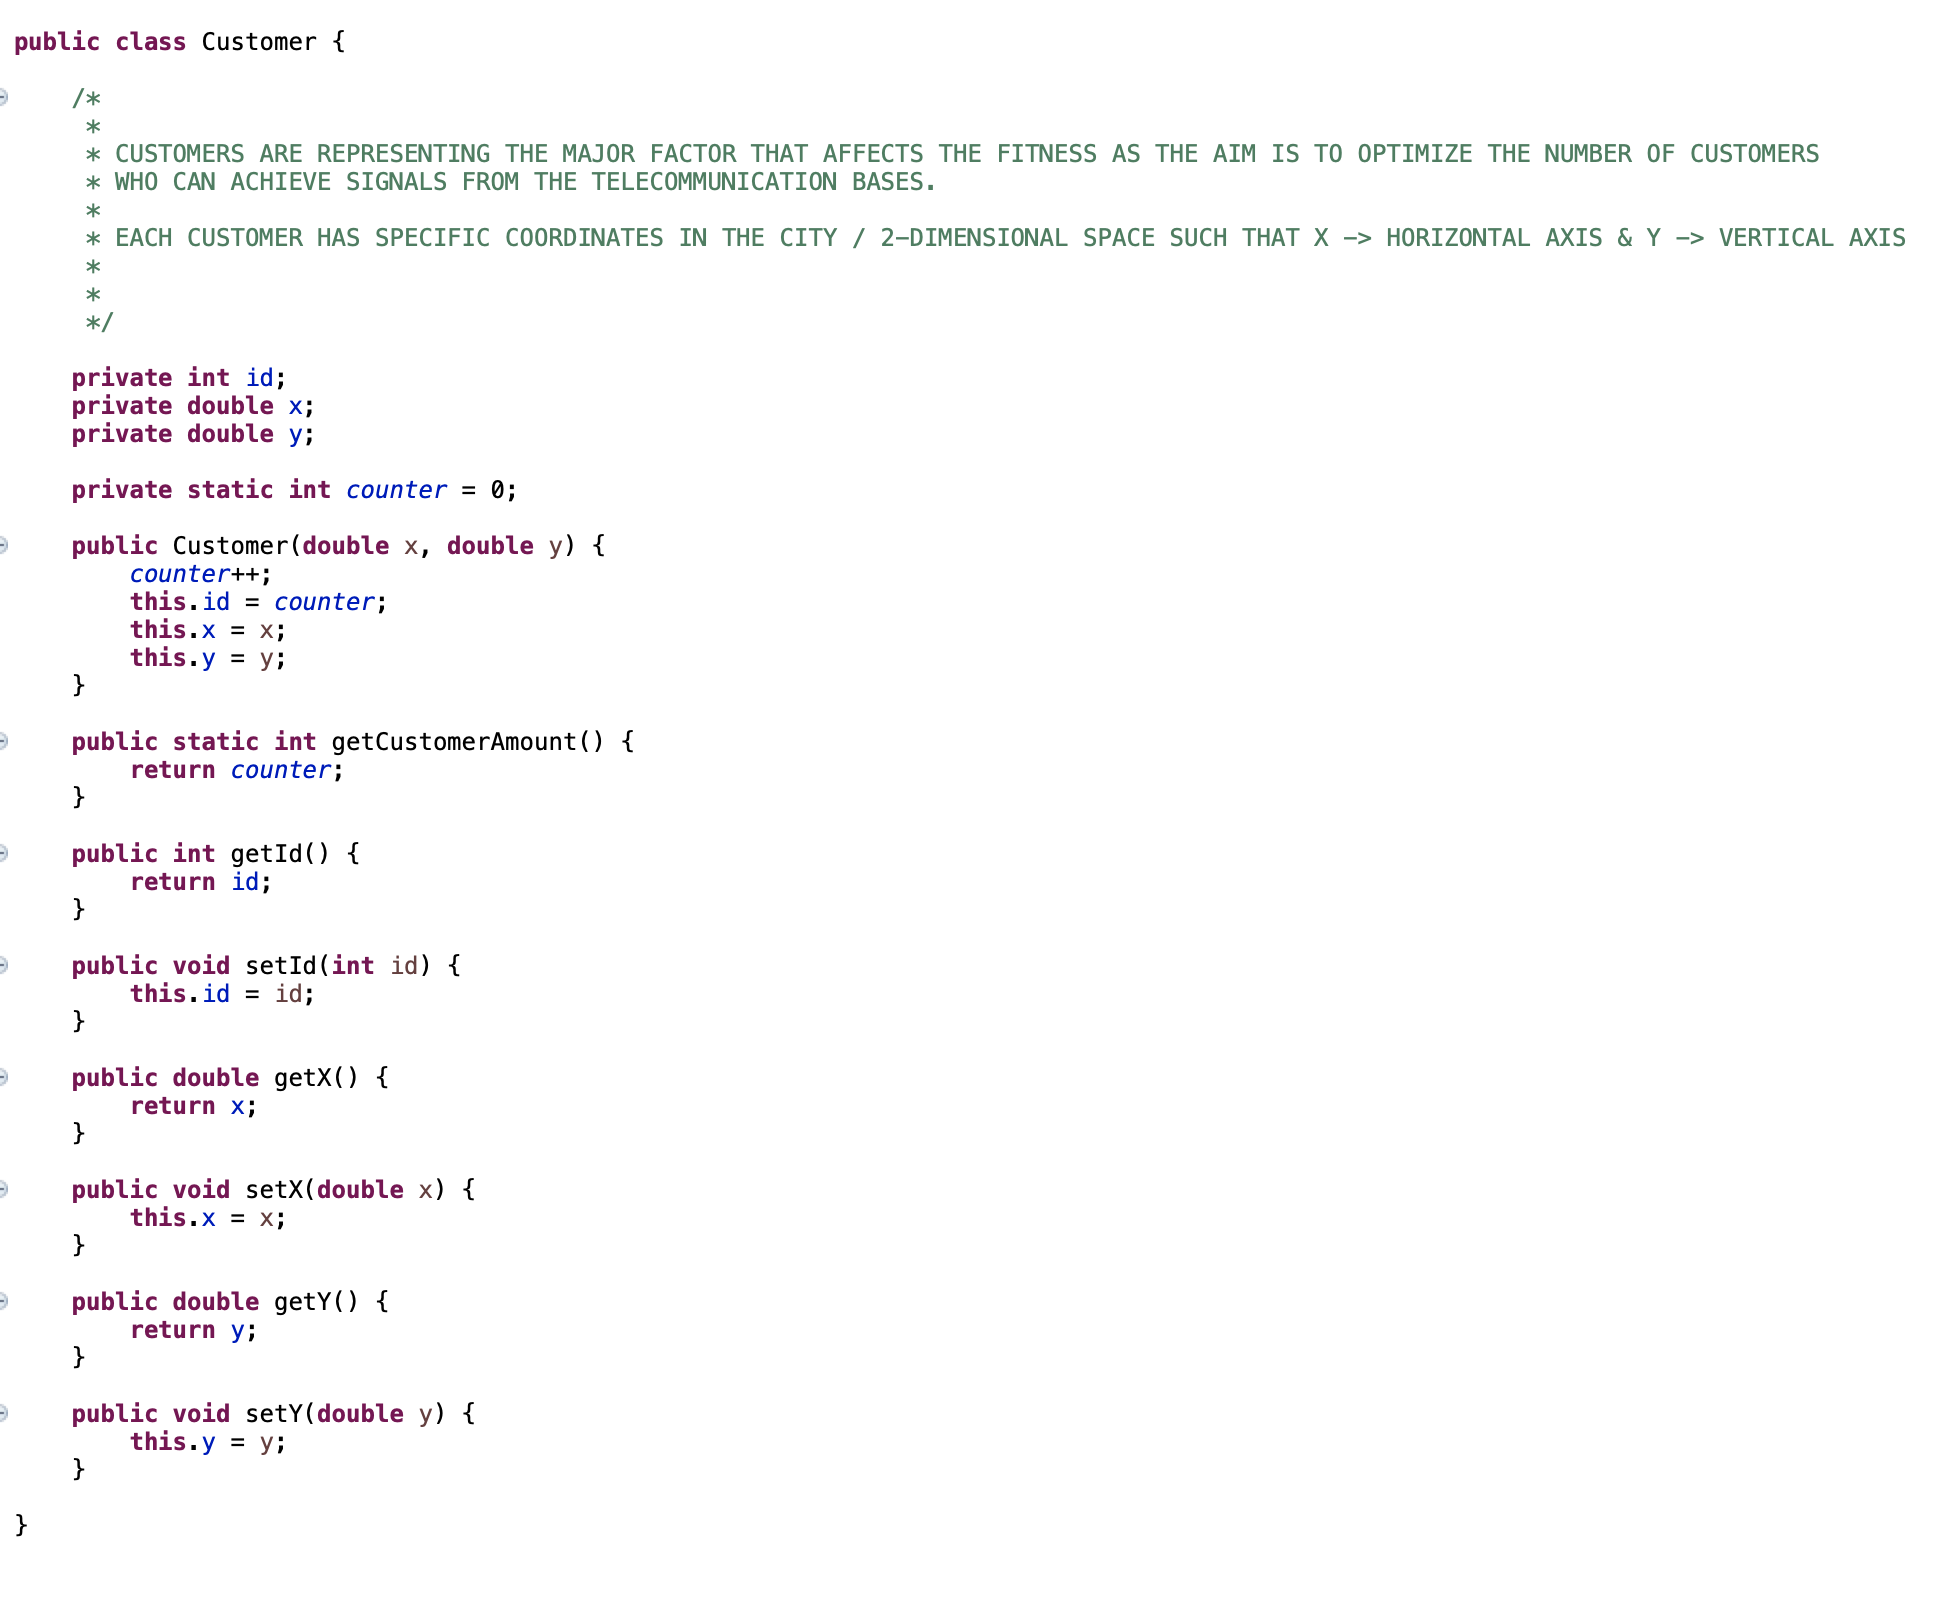 public class Customer {
/*
*
* CUSTOMERS ARE REPRESENTING THE MAJOR FACTOR THAT AFFECTS THE FITNESS AS THE AIM IS TO OPTIMIZE THE NUMBER OF CUSTOMERS
* WHO CAN ACHIEVE SIGNALS FROM THE TELECOMMUNICATION BASES.
*
* EACH CUSTOMER HAS SPECIFIC COORDINATES IN THE CITY / 2-DIMENSIONAL SPACE SUCH THAT X -> HORIZONTAL AXIS & Y -> VERTICAL AXIS
*
*
*/
private int id;
private double x;
private double y;
private static int counter = 0;
public Customer(double x, double y) {
counter++;
this.id = counter;
this.x = x;
this.y = y;
}
public static int getCustomerAmount() {
return counter;
}
public int getId() {
return id;
}
public void setId(int id) {
this.id = id;
}
public double getX() {
return x;
}
public void setX(double x) {
this.x = x;
}
public double getY() {
return y;
}
public void setY(double y) {
this.y = y;
}
}